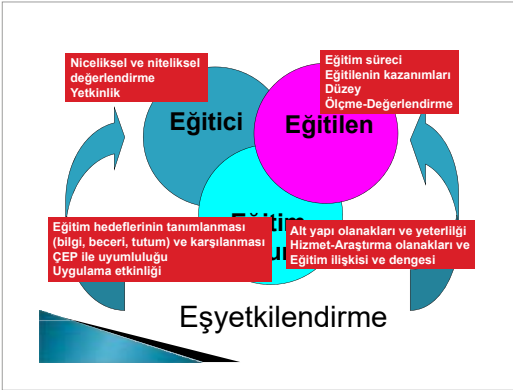 Niceliksel ve niteliksel
değerlendirme
Yetkinlik
Eğitim süreci
Eğitilenin kazanımları
Düzey
Ölçme-Değerlendirme
Eğitici
Eğitilen
Eğitim
Eğitim hedeflerinin tanımlanması
(bilgi, beceri, tutum) ve karşılanması
ÇEP ile uyumluluğu
Uygulama etkinliği
Alt yapı olanakları ve yeterliliği
Hizmet-Araştırma olanakları ve
Eğitim ilişkisi ve dengesi
Eşyetkilendirme